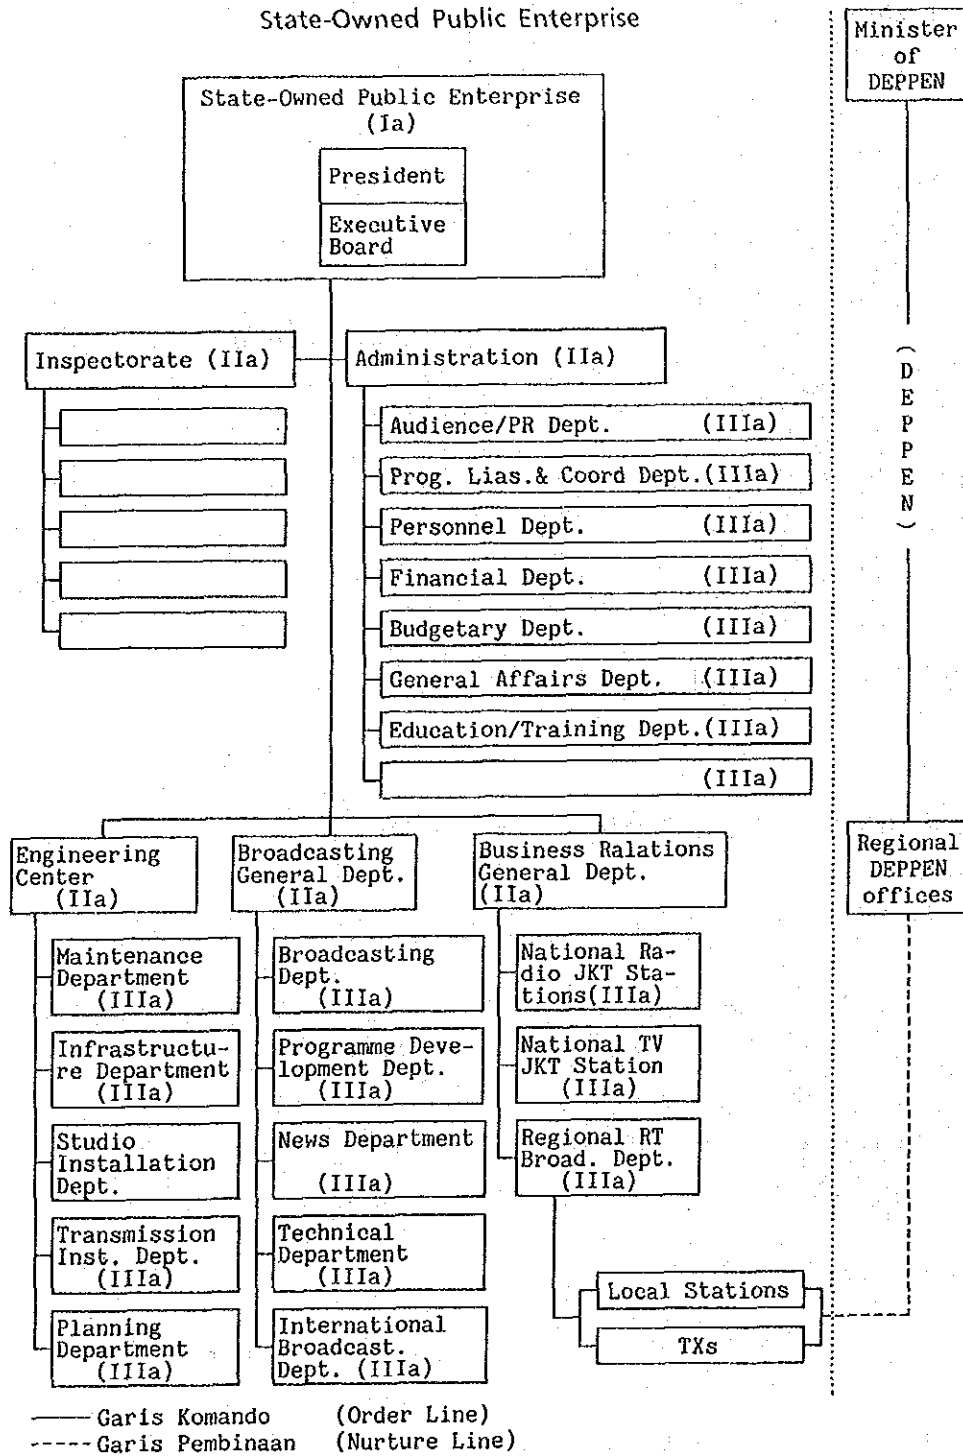 State-Owned Public Enterprise
Minister
of
DEPPEN
State-Owned Public Enterprise
(Ia)
President
Executive
Board
Inspectorate (IIa)
Administration (IIa)
(DEPPEN)
Audience/PR Dept. (IIIa)
Prog. Lias.& Coord Dept.(IIIa)
Personnel Dept. (IIIa)
Financial Dept. (IIIa)
Budgetary Dept. (IIIa)
General Affairs Dept. (IIIa)
Education/Training Dept.(IIIa)
(IIIa)
Engineering
Center
(IIa)
Broadcasting
General Dept.
(IIa)
Business Ralations
General Dept.
(IIa)
Regional
DEPPEN
offices
Maintenance
Department
(IIIa)
Infrastructu-
re Department
(IIIa)
Studio
Installation
Dept.
Transmission
Inst. Dept.
(IIIa)
Planning
Department
(IIIa)
Broadcasting
Dept.
(IIIa)
Programme Deve-
lopment Dept.
(IIIa)
News Department
(IIIa)
Technical
Department
(IIIa)
International
Broadcast.
Dept. (IIIa)
National Ra-
dio JKT Sta-
tions(IIIa)
National TV
JKT Station
(IIIa)
Regional RT
Broad. Dept.
(IIIa)
Local Stations
TXs
Garis Komando (Order Line)
Garis Pembinaan (Nurture Line)